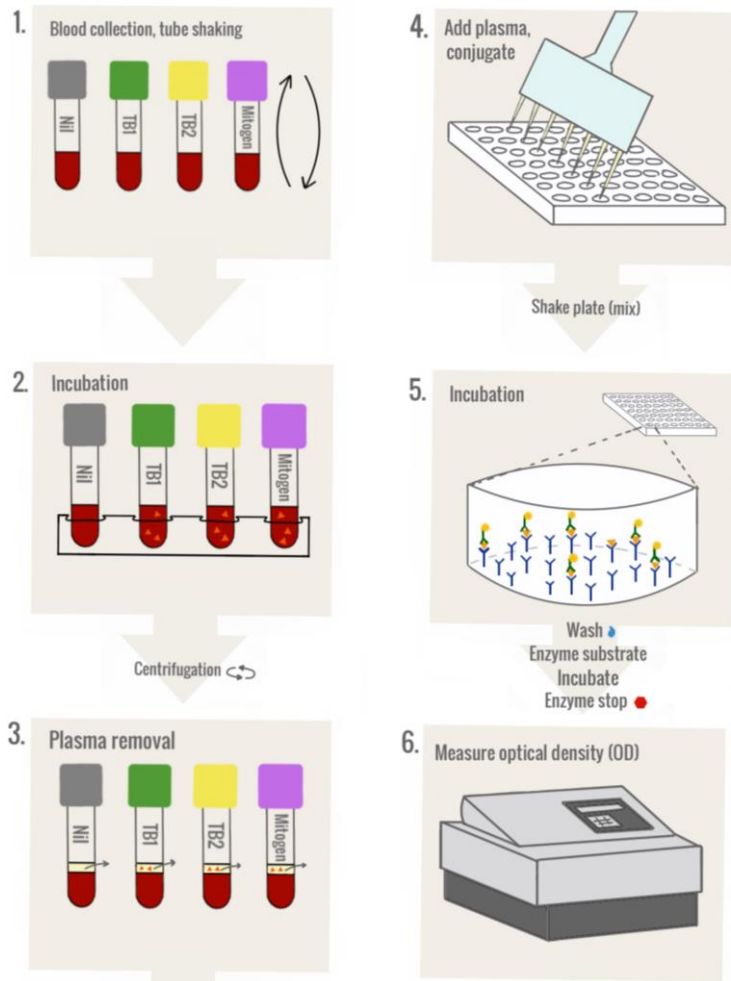 1.
Blood collection, tube shaking
Nil
TB1
TB2
Mitogen
2.
Incubation
Nil
TB1
TB2
Mitogen
Centrifugation
3.
Plasma removal
Nil
TB1
TB2
Mitogen
4.
Add plasma,
conjugate
Shake plate (mix)
5.
Incubation
Wash
Enzyme substrate
Incubate
Enzyme stop
6.
Measure optical density (OD)